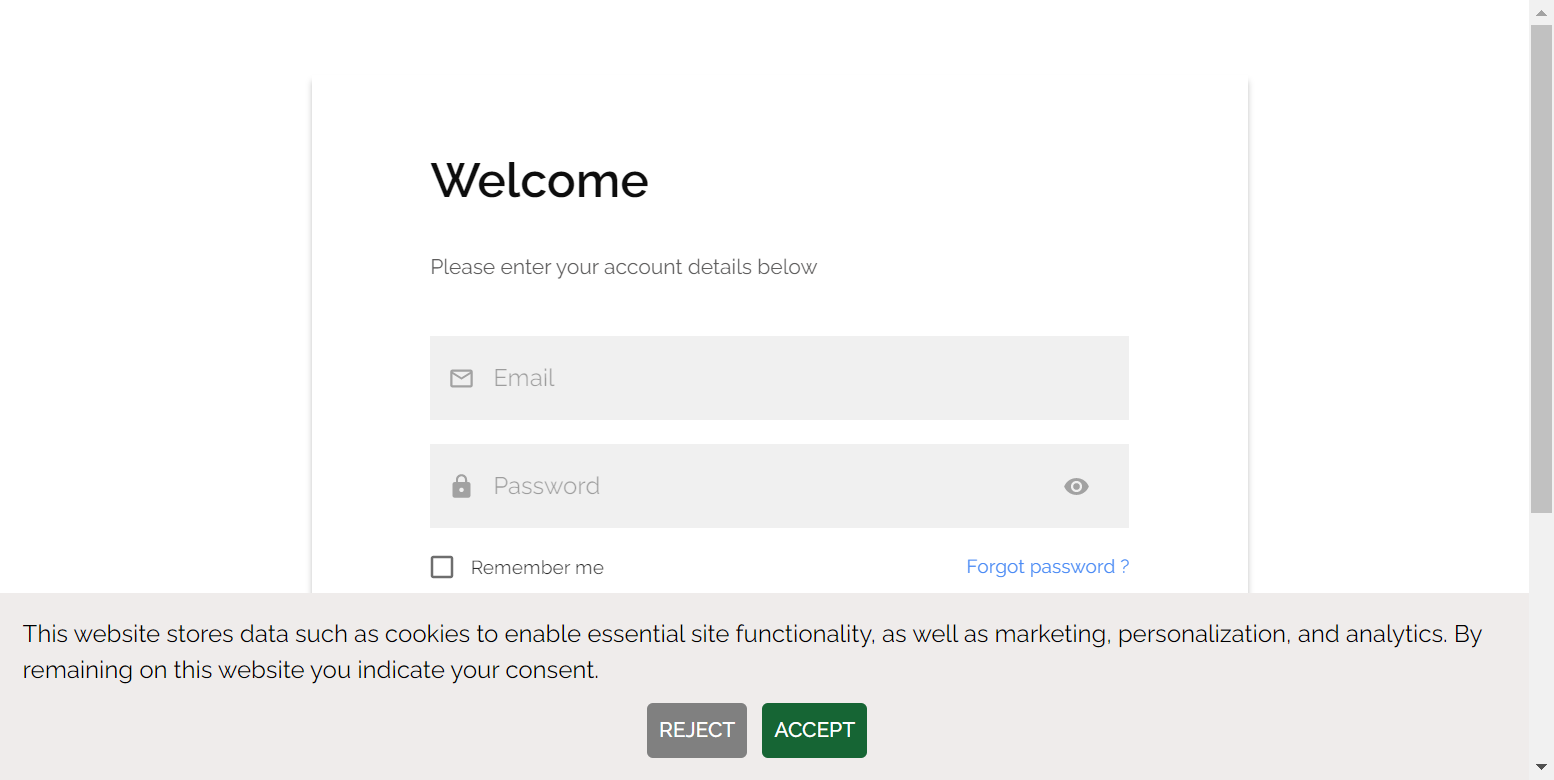 Welcome
Please enter your account details below
Email
Password
Remember me
Forgot password ?
This website stores data such as cookies to enable essential site functionality, as well as marketing, personalization, and analytics. By
remaining on this website you indicate your consent.
REJECT
ACCEPT